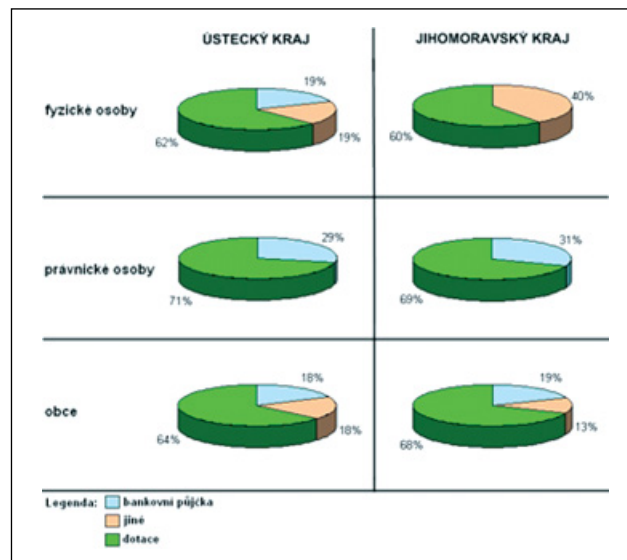 ÚSTECKÝ KRAJ JIHOMORAVSKÝ KRAJ
19%
fyzické osoby
40%
62%
19%
60%
29%
31%
právnické osoby
71%
69%
18%
19%
obce
64%
18%
68%
13%
Legenda: bankovní půjčka
jiné
dotace